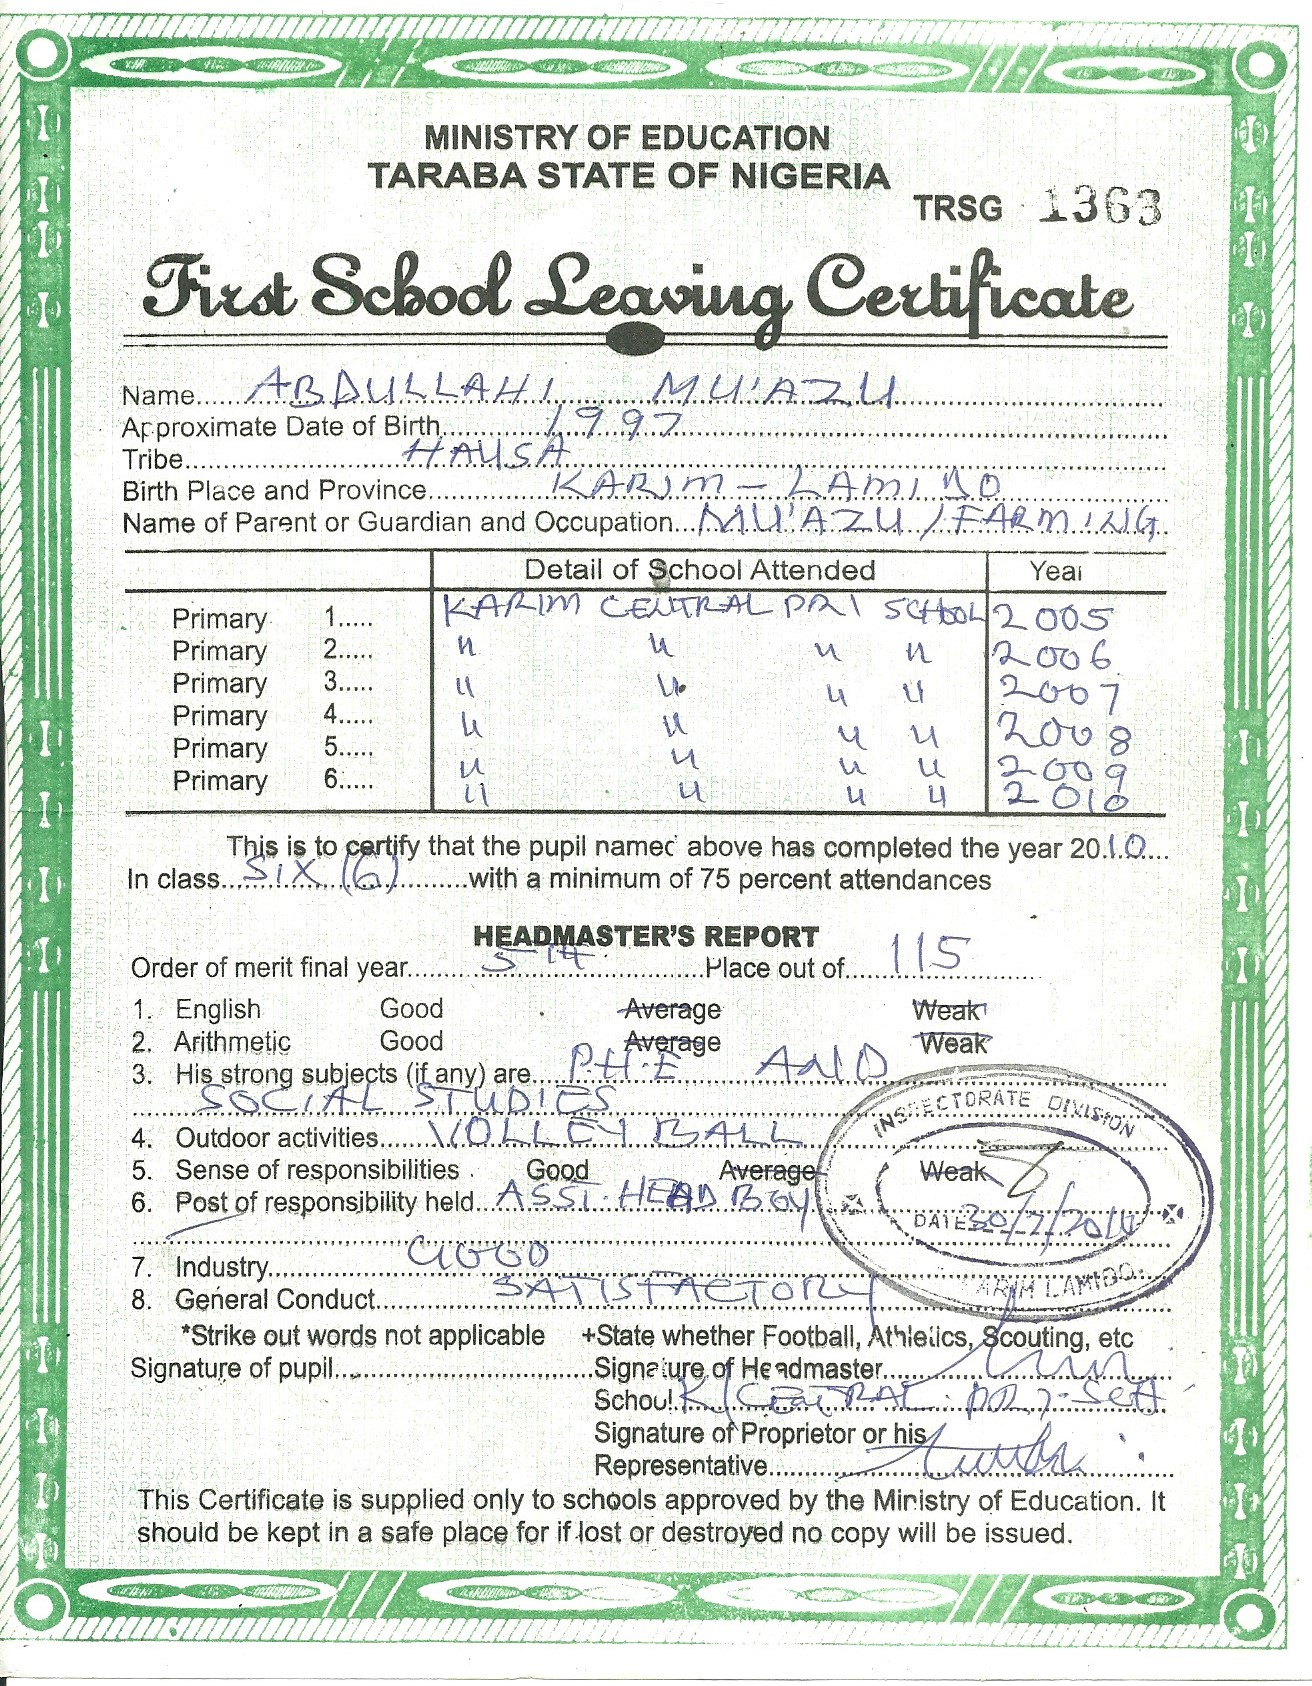 MINISTRY OF EDUCATION
TARABA STATE OF NIGERIA
TRSG 1363
First School Leaving Certificate
Name.....ABDULLAHI MU'AZU
Approximate Date of Birth.....1997
Tribe.....HAUSA
Birth Place and Province.....KARIM - LAMIDO
Name of Parent or Guardian and Occupation...MU'AZU / FARMING
Detail of School Attended Year
Primary 1..... KARIM CENTRAL PRI SCHOOL 2005
Primary 2..... " " " " 2006
Primary 3..... " " " " 2007
Primary 4..... " " " " 2008
Primary 5..... " " " " 2009
Primary 6..... " " " " 2010
This is to certify that the pupil named above has completed the year 2010....
In class.....SIX (6).....with a minimum of 75 percent attendances
HEADMASTER'S REPORT
Order of merit final year.....5TH.....Place out of.....115
1. English Good Average Weak
2. Arithmetic Good Average Weak
3. His strong subjects (if any) are P.H.E AND
SOCIAL STUDIES
4. Outdoor activities.....VOLLEY BALL
5. Sense of responsibilities Good Average Weak
6. Post of responsibility held...ASST. HEAD BOY
7. Industry.....GOOD
8. General Conduct.....SATISFACTORY
INSPECTORATE DIVISION
DATE 30/7/2010
KARIM LAMIDO.
*Strike out words not applicable +State whether Football, Athletics, Scouting, etc
Signature of pupil.....Signature of Headmaster.....
School K/CENTRAL PRI-SCH
Signature of Proprietor or his
Representative.....
This Certificate is supplied only to schools approved by the Ministry of Education. It
should be kept in a safe place for if lost or destroyed no copy will be issued.